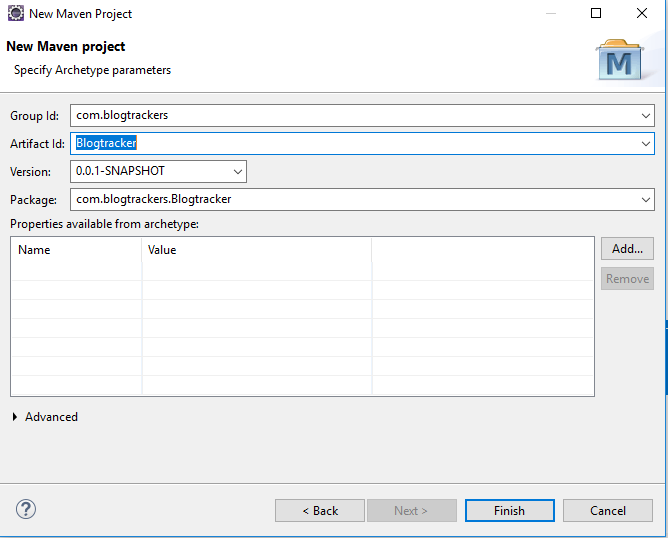 New Maven Project
New Maven project
Specify Archetype parameters
M
Group Id: com.blogtrackers
Artifact Id: Blogtracker
Version: 0.0.1-SNAPSHOT
Package: com.blogtrackers.Blogtracker
Properties available from archetype:
Name Value
Add...
Remove
Advanced
? < Back Next > Finish Cancel